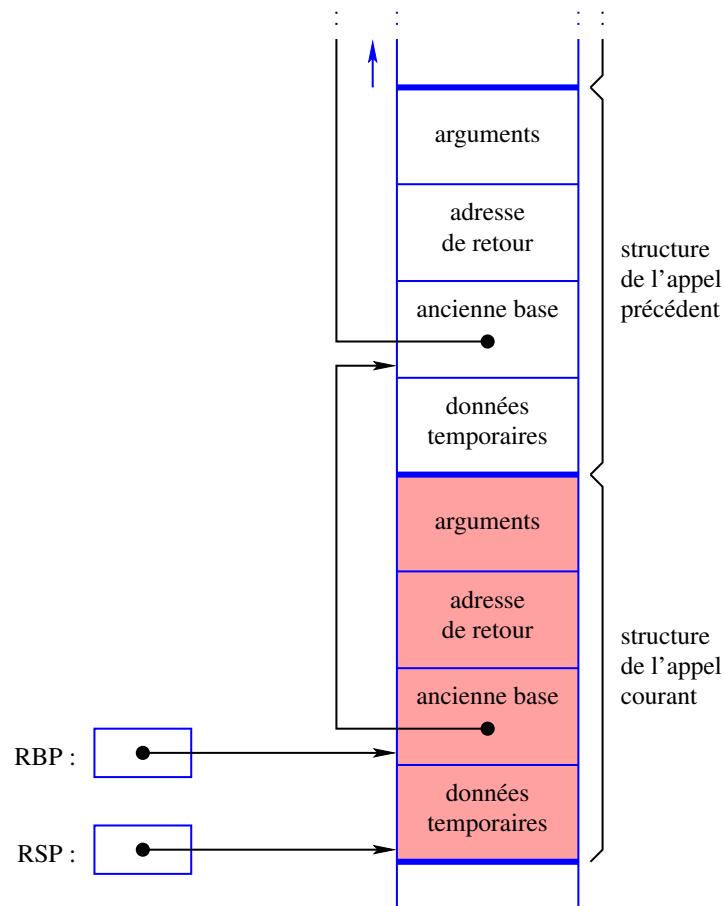 arguments
adresse
de retour
ancienne base
données
temporaires
structure
de l'appel
précédent
arguments
adresse
de retour
ancienne base
données
temporaires
structure
de l'appel
courant
RBP :
RSP :